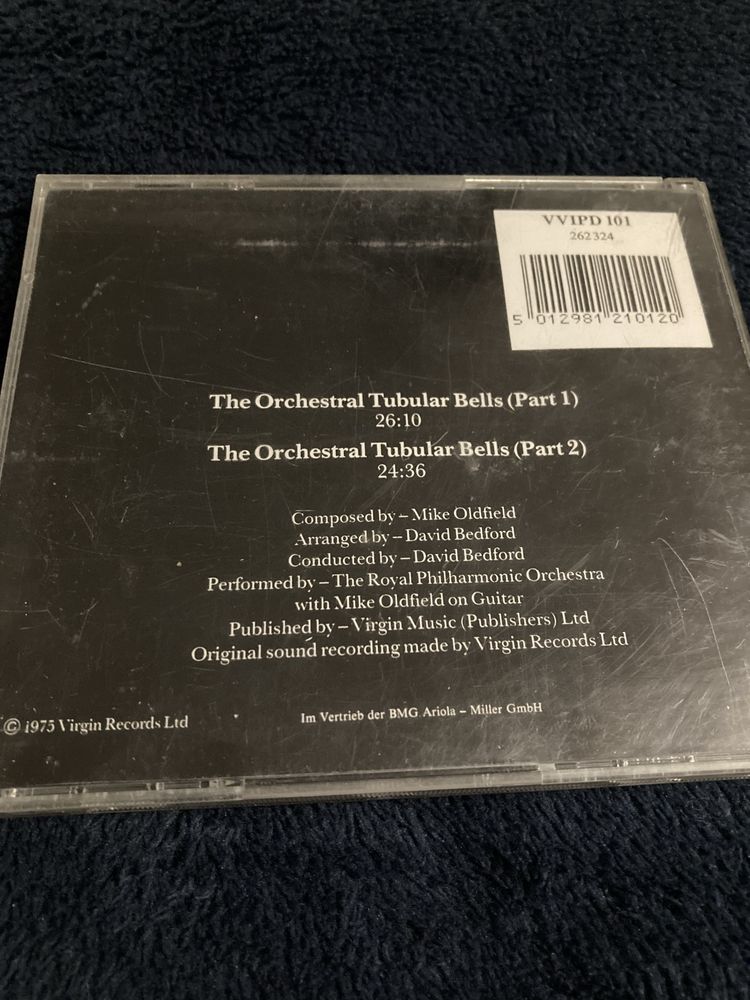 VVIPD 101
262 324
5 012981 210120
The Orchestral Tubular Bells (Part 1)
26:10
The Orchestral Tubular Bells (Part 2)
24:36
Composed by – Mike Oldfield
Arranged by – David Bedford
Conducted by – David Bedford
Performed by – The Royal Philharmonic Orchestra
with Mike Oldfield on Guitar
Published by – Virgin Music (Publishers) Ltd
Original sound recording made by Virgin Records Ltd
© 1975 Virgin Records Ltd
Im Vertrieb der BMG Ariola – Miller GmbH